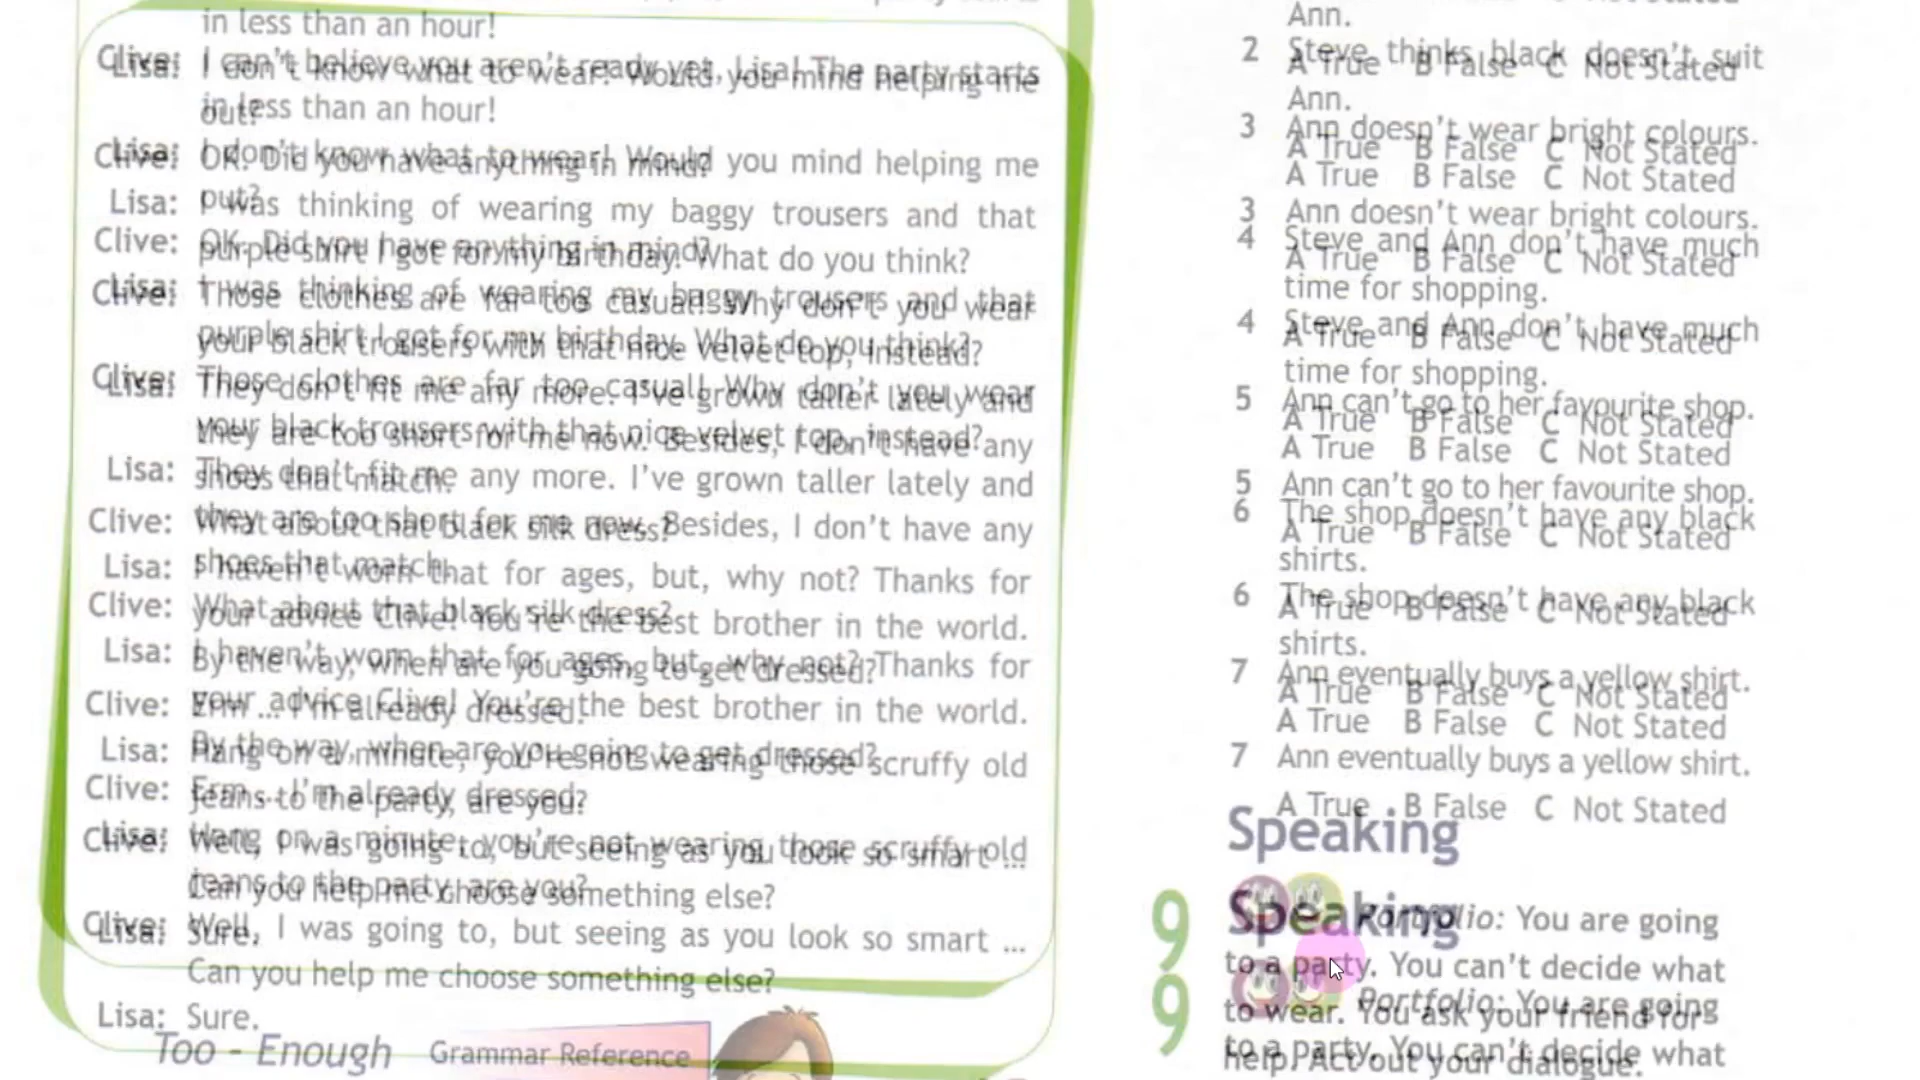 in less than an hour!
Clive: I can't believe you aren't ready yet, Lisa! The party starts
in less than an hour!
Lisa: I don't know what to wear! Would you mind helping me
out?
Clive: OK. Did you have anything in mind?
Lisa: I was thinking of wearing my baggy trousers and that
purple shirt I got for my birthday. What do you think?
Clive: Those clothes are far too casual! Why don't you wear
your black trousers with that nice velvet top, instead?
Lisa: They don't fit me any more. I've grown taller lately and
they are too short for me now. Besides, I don't have any
shoes that match.
Clive: What about that black silk dress?
Lisa: I haven't worn that for ages, but, why not? Thanks for
your advice Clive! You're the best brother in the world.
By the way, when are you going to get dressed?
Clive: Erm ... I'm already dressed.
Lisa: Hang on a minute, you're not wearing those scruffy old
jeans to the party, are you?
Clive: Well, I was going to, but seeing as you look so smart ...
Can you help me choose something else?
Lisa: Sure.
Too - Enough Grammar Reference
Ann.
2 Steve thinks black doesn't suit
Ann.
A True B False C Not Stated
3 Ann doesn't wear bright colours.
A True B False C Not Stated
4 Steve and Ann don't have much
time for shopping.
A True B False C Not Stated
5 Ann can't go to her favourite shop.
A True B False C Not Stated
6 The shop doesn't have any black
shirts.
A True B False C Not Stated
7 Ann eventually buys a yellow shirt.
A True B False C Not Stated
Speaking
9 Portfolio: You are going
to a party. You can't decide what
to wear. You ask your friend for
help. Act out your dialogue.